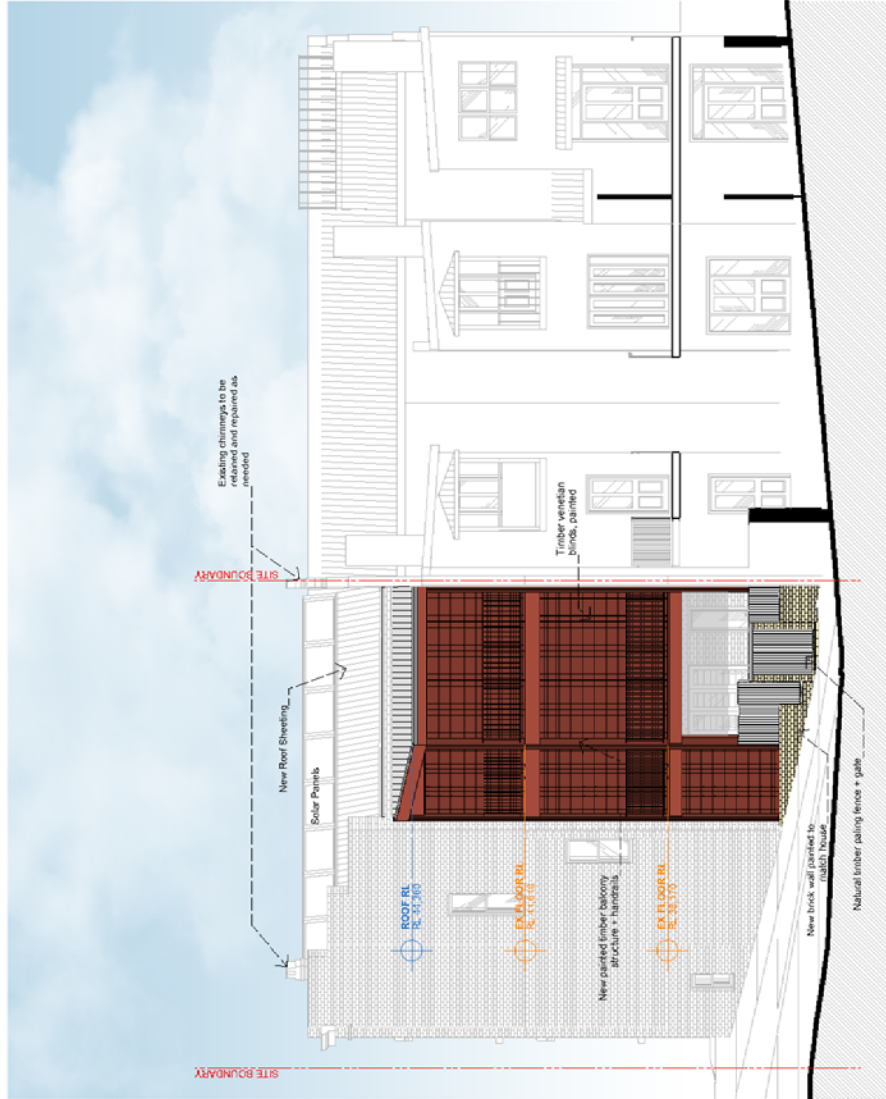 Existing chimneys to be
retained and repaired as
needed
SITE BOUNDARY
SITE BOUNDARY
New Roof Sheeting
Solar Panels
Timber venetian
blinds, painted
ROOF RL
EX FLOOR RL
EX FLOOR RL
New painted timber balcony
structure + handrails
New brick wall painted to
match house
Natural timber paling fence + gate